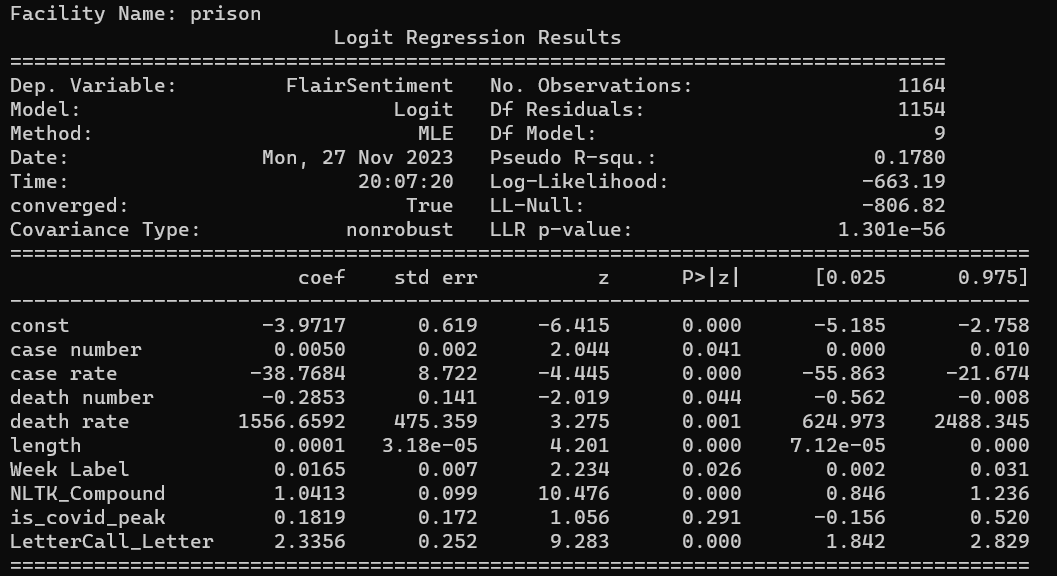 Facility Name: prison
                           Logit Regression Results
==============================================================================
Dep. Variable:         FlairSentiment   No. Observations:                 1164
Model:                          Logit   Df Residuals:                     1154
Method:                           MLE   Df Model:                            9
Date:                Mon, 27 Nov 2023   Pseudo R-squ.:                  0.1780
Time:                        20:07:20   Log-Likelihood:                -663.19
converged:                       True   LL-Null:                       -806.82
Covariance Type:            nonrobust   LLR p-value:                 1.301e-56
=====================================================================================
                        coef    std err          z      P>|z|      [0.025      0.975]
-------------------------------------------------------------------------------------
const                -3.9717      0.619     -6.415      0.000      -5.185      -2.758
case number           0.0050      0.002      2.044      0.041       0.000       0.010
case rate           -38.7684      8.722     -4.445      0.000     -55.863     -21.674
death number         -0.2853      0.141     -2.019      0.044      -0.562      -0.008
death rate         1556.6592    475.359      3.275      0.001     624.973    2488.345
length                0.0001   3.18e-05      4.201      0.000    7.12e-05       0.000
Week Label            0.0165      0.007      2.234      0.026       0.002       0.031
NLTK_Compound         1.0413      0.099     10.476      0.000       0.846       1.236
is_covid_peak         0.1819      0.172      1.056      0.291      -0.156       0.520
LetterCall_Letter     2.3356      0.252      9.283      0.000       1.842       2.829
=====================================================================================